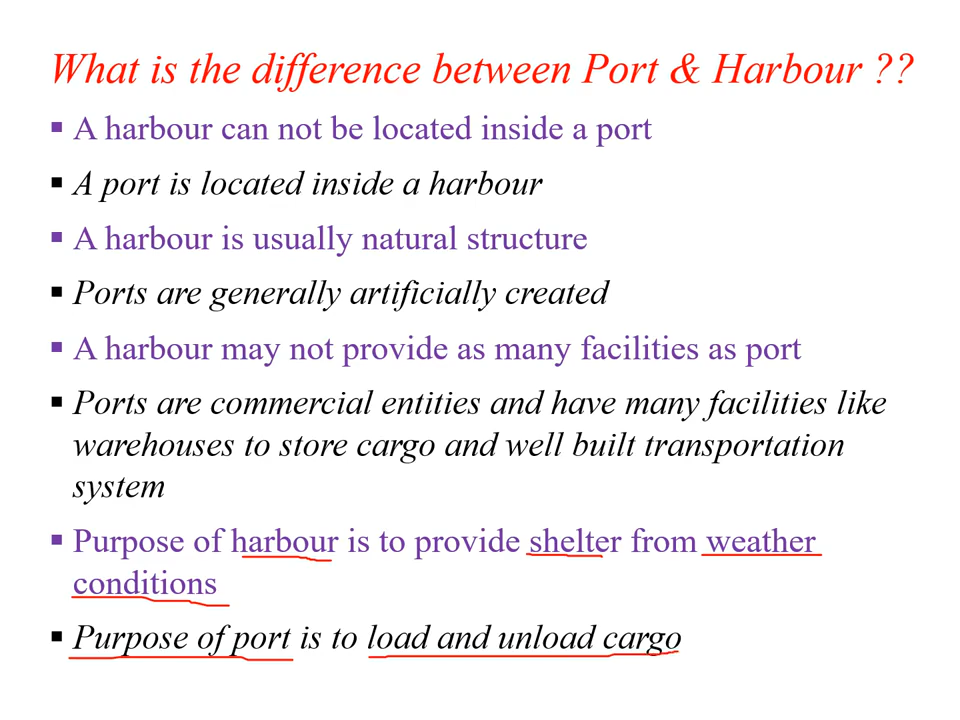 What is the difference between Port & Harbour ??
▪ A harbour can not be located inside a port
▪ A port is located inside a harbour
▪ A harbour is usually natural structure
▪ Ports are generally artificially created
▪ A harbour may not provide as many facilities as port
▪ Ports are commercial entities and have many facilities like
warehouses to store cargo and well built transportation
system
▪ Purpose of harbour is to provide shelter from weather
conditions
▪ Purpose of port is to load and unload cargo